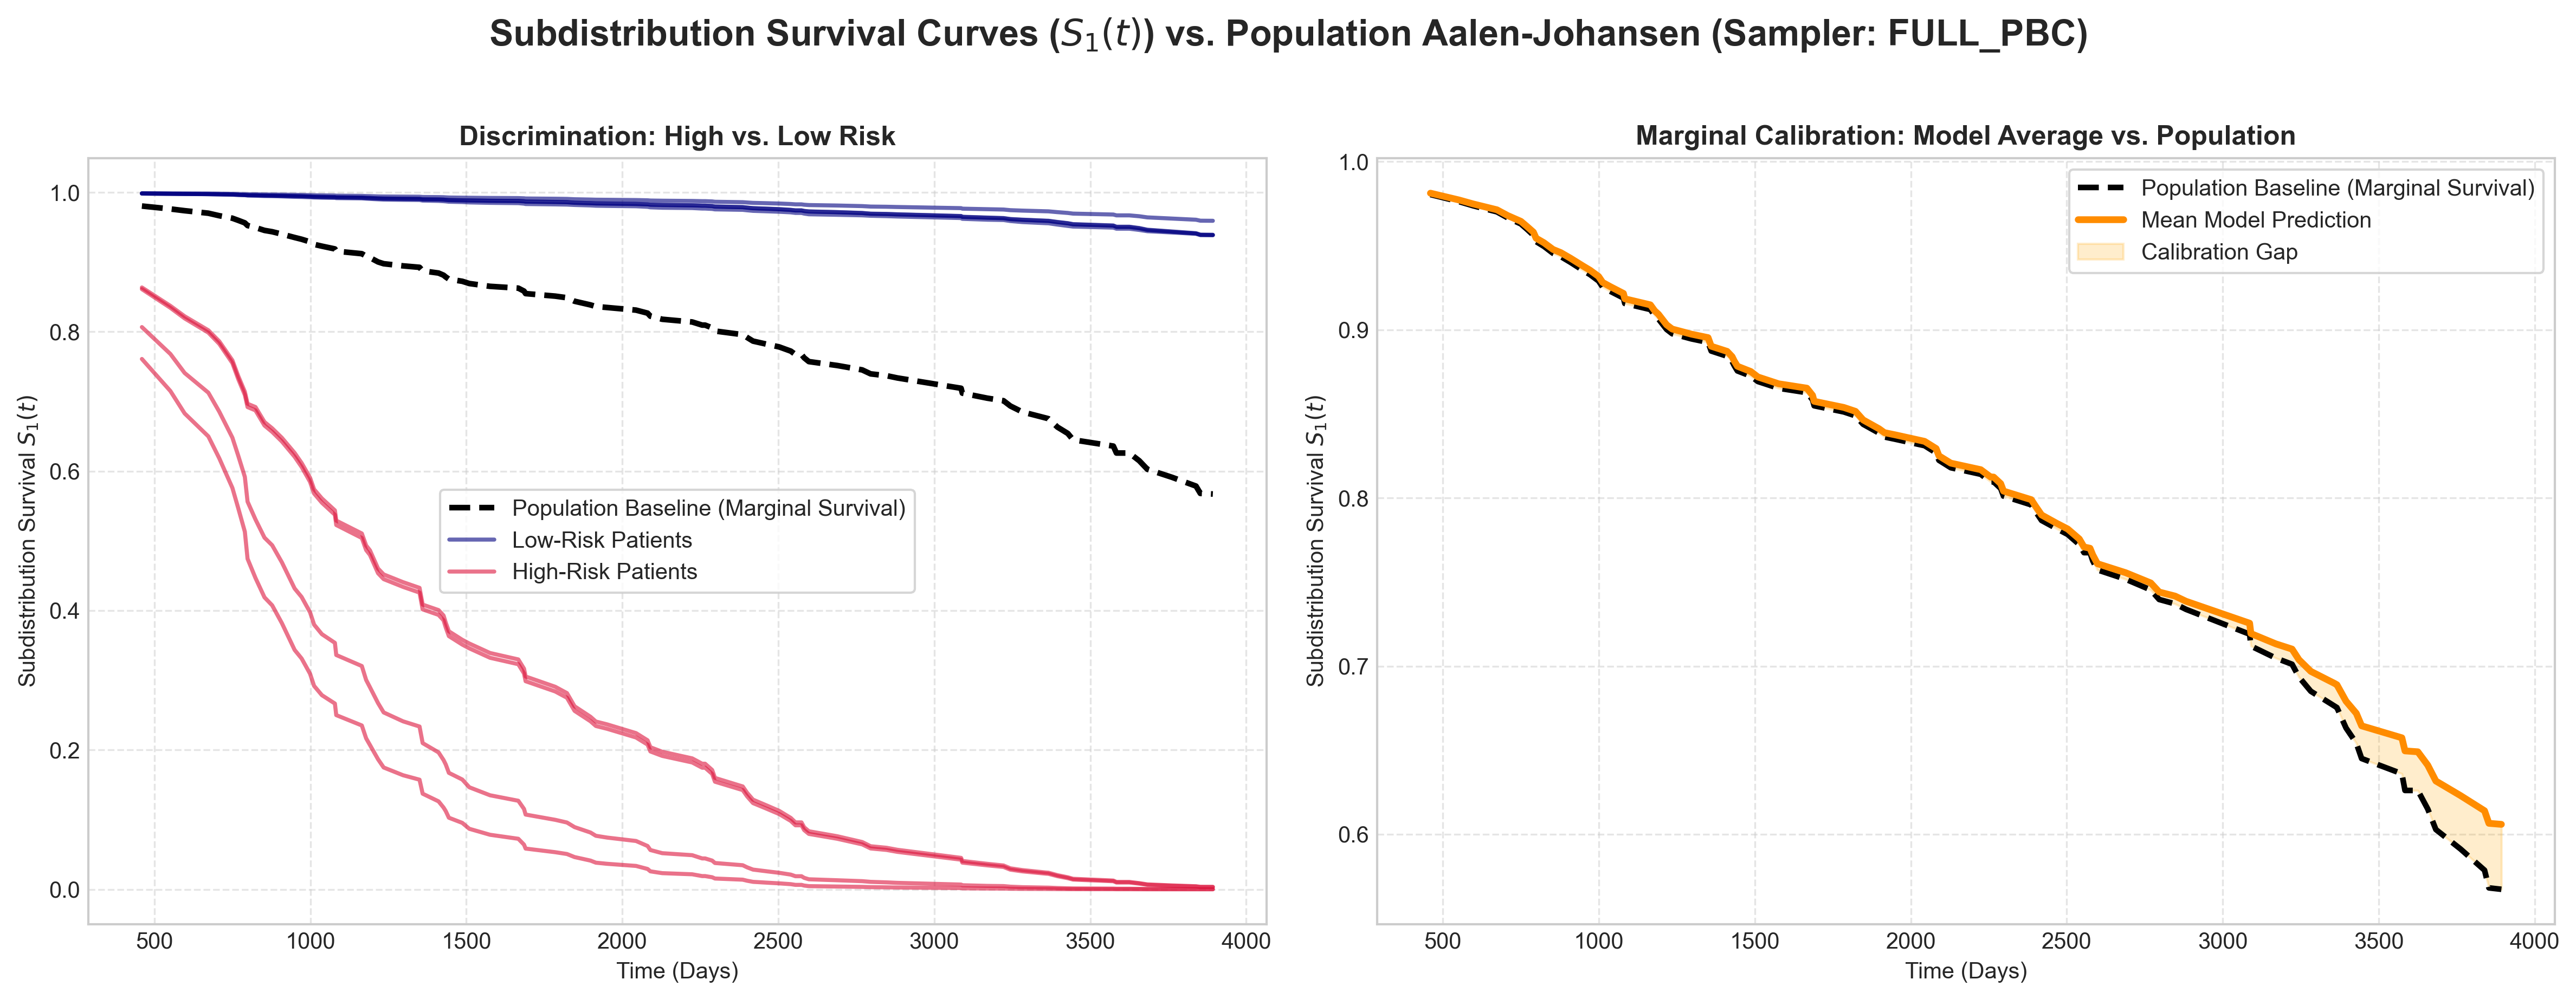 Subdistribution Survival Curves (S₁(t)) vs. Population Aalen-Johansen (Sampler: FULL_PBC)
Discrimination: High vs. Low Risk
Subdistribution Survival S₁(t)
1.0
0.8
0.6
0.4
0.2
0.0
Population Baseline (Marginal Survival)
Low-Risk Patients
High-Risk Patients
500 1000 1500 2000 2500 3000 3500 4000
Time (Days)
Marginal Calibration: Model Average vs. Population
Subdistribution Survival S₁(t)
1.0
0.9
0.8
0.7
0.6
Population Baseline (Marginal Survival)
Mean Model Prediction
Calibration Gap
500 1000 1500 2000 2500 3000 3500 4000
Time (Days)